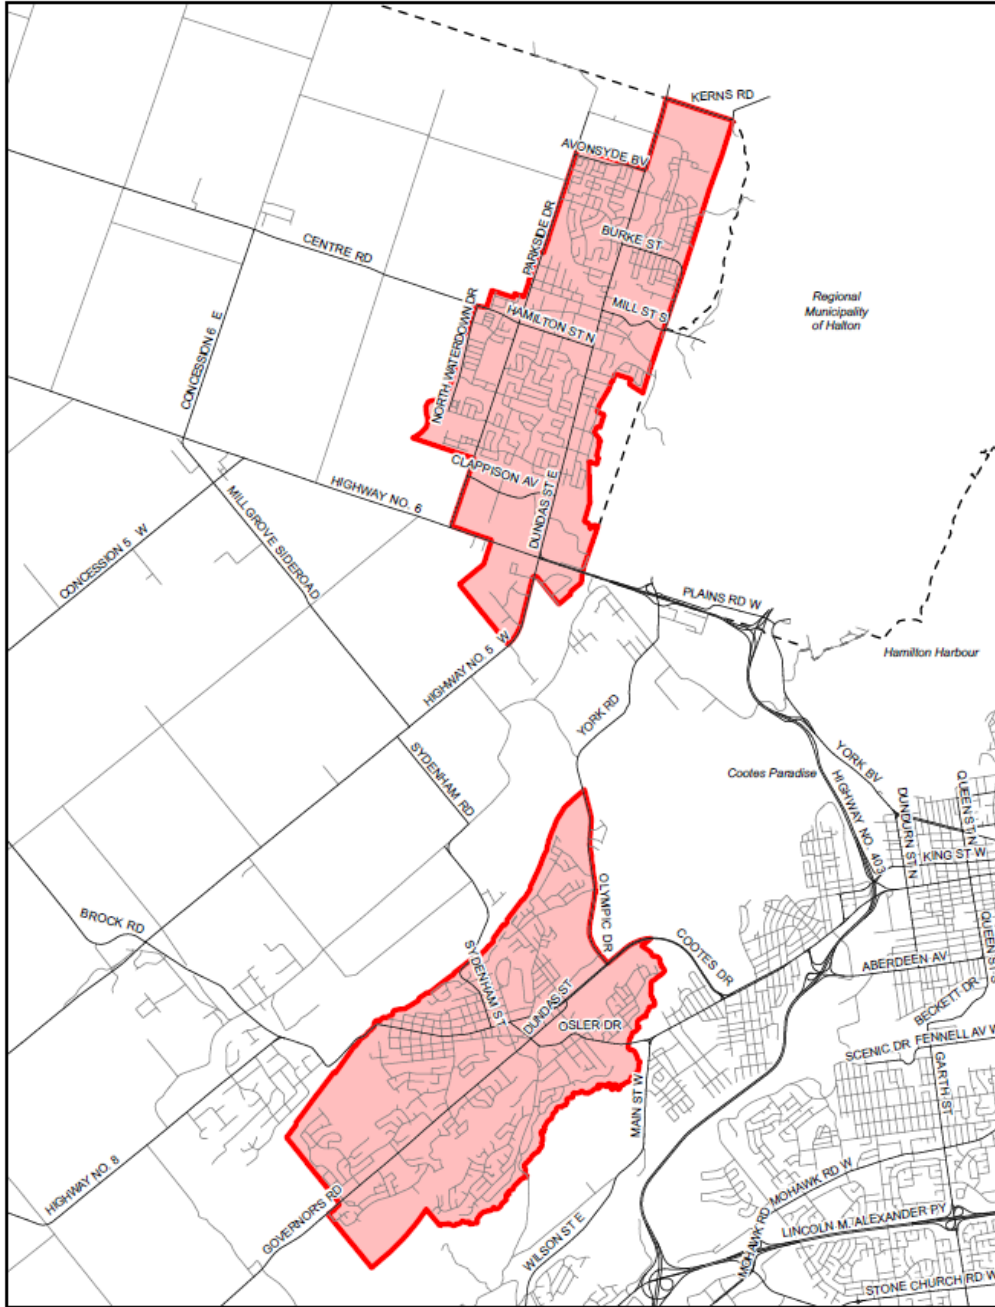 KERNS RD
AVONSYDE BV
PARKSIDE DR
BURKE ST
CENTRE RD
Regional
Municipality
of Halton
NORTH WATERDOWN DR
HAMILTON ST N
MILL ST S
CONCESSION 6 E
CLAPPISON AV
HIGHWAY NO. 6
DUNDAS ST E
MILLGROVE SIDEROAD
CONCESSION 5 W
PLAINS RD W
HIGHWAY NO. 5 W
Hamilton Harbour
YORK RD
SYDENHAM RD
Cootes Paradise
YORK BV
HIGHWAY NO. 403
DUNDURN ST N
QUEEN ST N
KING ST W
OLYMPIC DR
BROCK RD
SYDENHAM ST
COOTES DR
QUEEN ST S
ABERDEEN AV
DUNDAS ST
OSLER DR
BECKETT DR
SCENIC DR
FENNELL AV W
GARTH ST
MAIN ST W
HIGHWAY NO. 8
GOVERNOR'S RD
MOHAWK RD W
WILSON ST E
MOHAWK RD
LINCOLN M. ALEXANDER PY
STONE CHURCH RD W